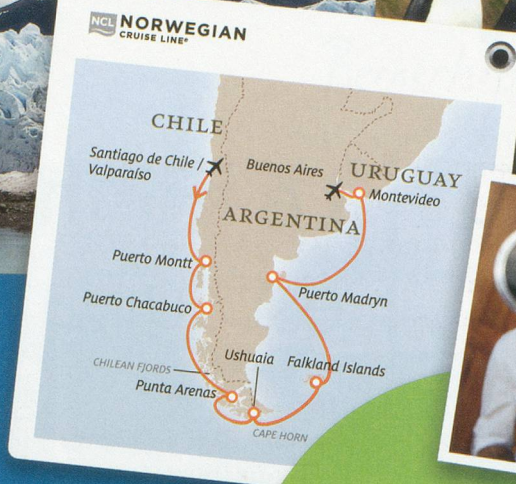 NCL NORWEGIAN
CRUISE LINE®
CHILE
Santiago de Chile /
Valparaíso
Buenos Aires
URUGUAY
Montevideo
ARGENTINA
Puerto Montt
Puerto Madryn
Puerto Chacabuco
Ushuaia
Falkland Islands
CHILEAN FJORDS
Punta Arenas
CAPE HORN